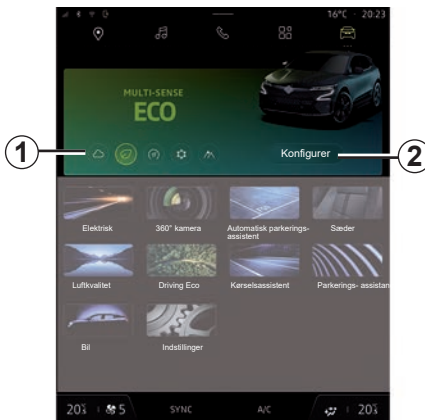 16°C 20:23
MULTI-SENSE
ECO
1
Konfigurer
2
Elektrisk
360° kamera
Automatisk parkerings-
assistent
Sæder
Luftkvalitet
Driving Eco
Kørselsassistent
Parkerings- assistan
Bil
Indstillinger
20 5 SYNC A/C 20